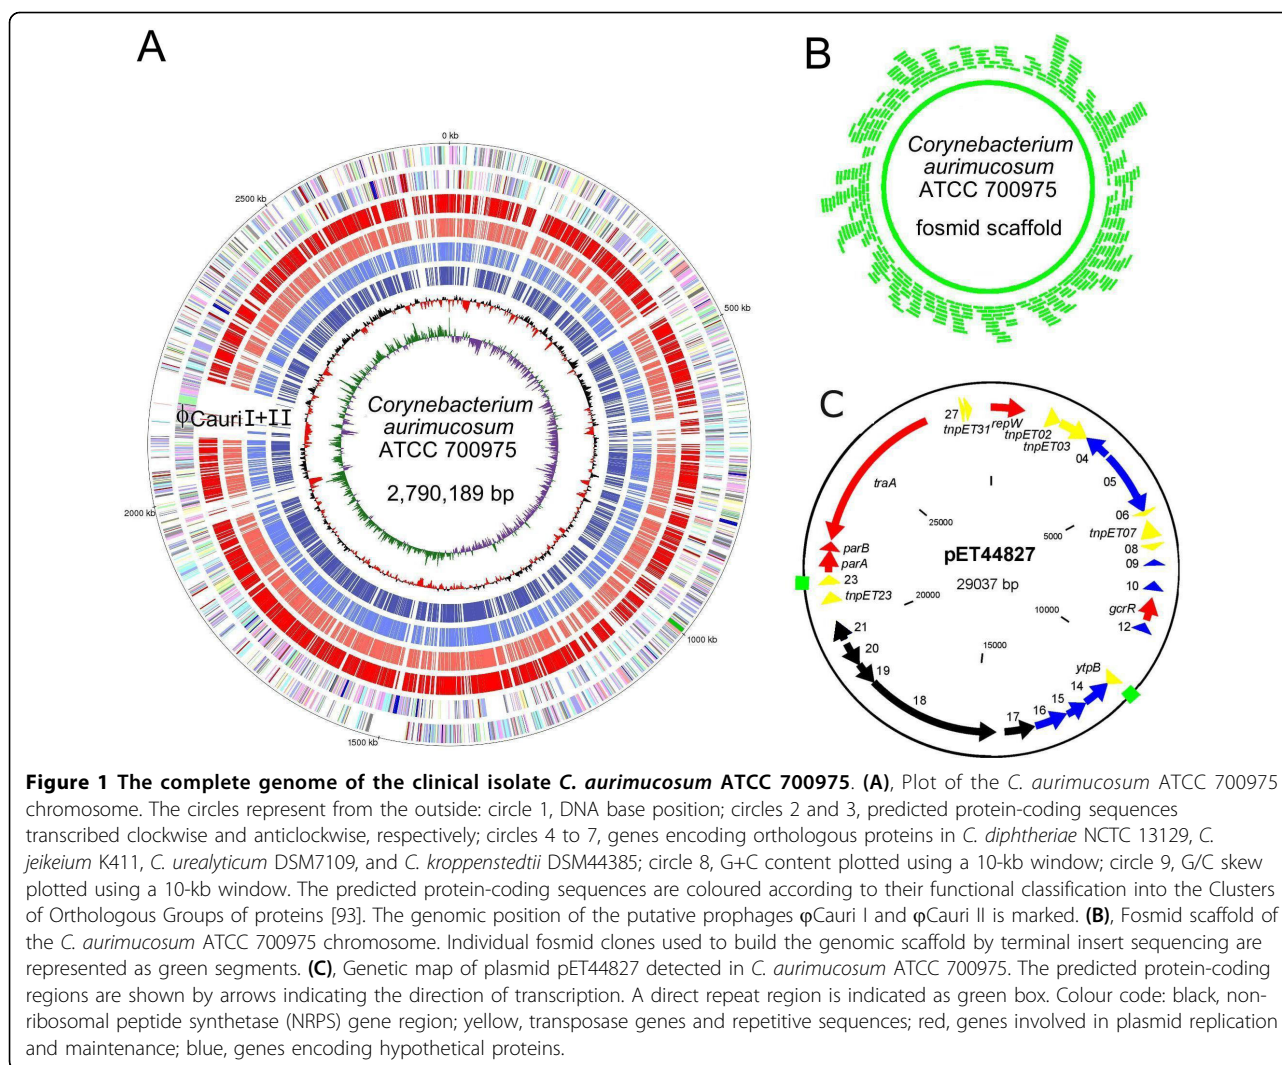 A
0 kb
500 kb
1000 kb
1500 kb
2000 kb
2500 kb
ϕCauri I+II
Corynebacterium
aurimucosum
ATCC 700975
2,790,189 bp
B
Corynebacterium
aurimucosum
ATCC 700975
fosmid scaffold
C
27
tnpET31
repW
tnpET02
tnpET03
04
05
06
tnpET07
08
09
10
gcrR
12
ytpB
14
15
16
17
18
19
20
21
tnpET23
23
parA
parB
traA
25000
5000
20000
10000
15000
pET44827
29037 bp
Figure 1 The complete genome of the clinical isolate C. aurimucosum ATCC 700975. (A), Plot of the C. aurimucosum ATCC 700975
chromosome. The circles represent from the outside: circle 1, DNA base position; circles 2 and 3, predicted protein-coding sequences
transcribed clockwise and anticlockwise, respectively; circles 4 to 7, genes encoding orthologous proteins in C. diphtheriae NCTC 13129, C.
jeikeium K411, C. urealyticum DSM7109, and C. kroppenstedtii DSM44385; circle 8, G+C content plotted using a 10-kb window; circle 9, G/C skew
plotted using a 10-kb window. The predicted protein-coding sequences are coloured according to their functional classification into the Clusters
of Orthologous Groups of proteins [93]. The genomic position of the putative prophages φCauri I and φCauri II is marked. (B), Fosmid scaffold of
the C. aurimucosum ATCC 700975 chromosome. Individual fosmid clones used to build the genomic scaffold by terminal insert sequencing are
represented as green segments. (C), Genetic map of plasmid pET44827 detected in C. aurimucosum ATCC 700975. The predicted protein-coding
regions are shown by arrows indicating the direction of transcription. A direct repeat region is indicated as green box. Colour code: black, non-
ribosomal peptide synthetase (NRPS) gene region; yellow, transposase genes and repetitive sequences; red, genes involved in plasmid replication
and maintenance; blue, genes encoding hypothetical proteins.